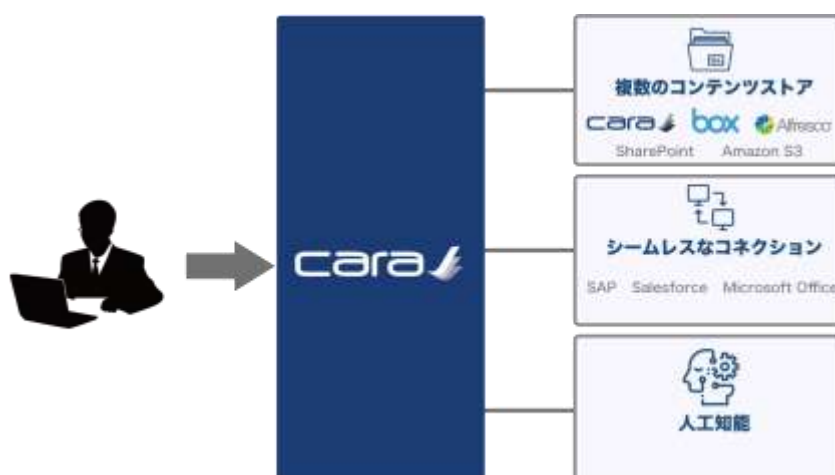 cara
複数のコンテンツストア
cara box Alfresco
SharePoint Amazon S3
シームレスなコネクション
SAP Salesforce Microsoft Office
人工知能